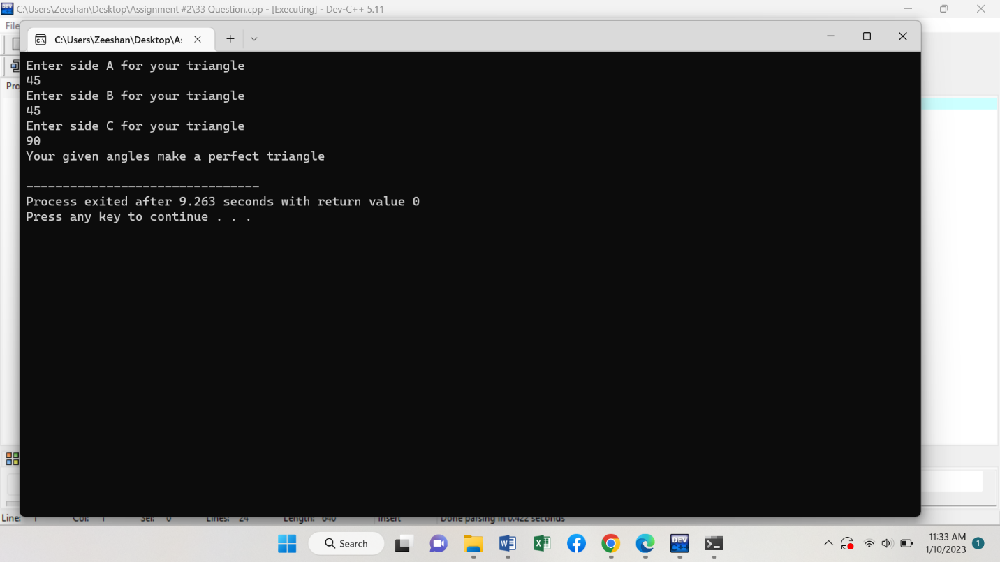 C:\Users\Zeeshan\Desktop\Assignment #2\33 Question.cpp - [Executing] - Dev-C++ 5.11
File
C:\Users\Zeeshan\Desktop\A
Enter side A for your triangle
45
Enter side B for your triangle
45
Enter side C for your triangle
90
Your given angles make a perfect triangle
--------------------------------
Process exited after 9.263 seconds with return value 0
Press any key to continue . . .
Pro
Line: 1 Col: 1 Sel: 0 Lines: 24 Length: 640 Insert Done parsing in 0.422 seconds
Search
DEV
11:33 AM
1/10/2023
1